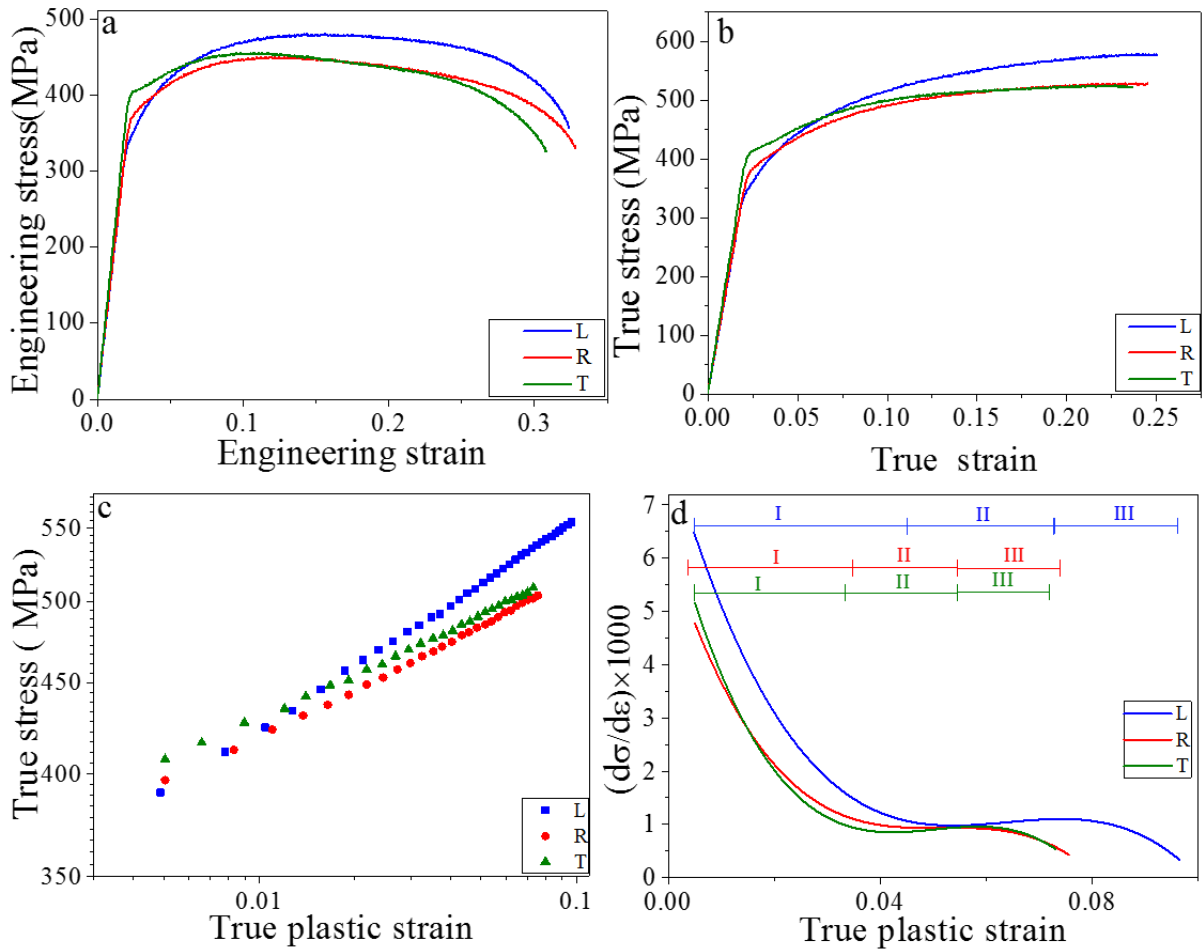 a
500
400
300
200
100
0
Engineering stress(MPa)
0.0
0.1
0.2
0.3
Engineering strain
L
R
T
b
600
500
400
300
200
100
0
True stress (MPa)
0.00
0.05
0.10
0.15
0.20
0.25
True strain
L
R
T
c
550
500
450
400
350
True stress ( MPa)
0.01
0.1
True plastic strain
L
R
T
d
7
6
5
4
3
2
1
0
(dσ/dε)×1000
I II III
I II III
I II III
0.00
0.04
0.08
True plastic strain
L
R
T